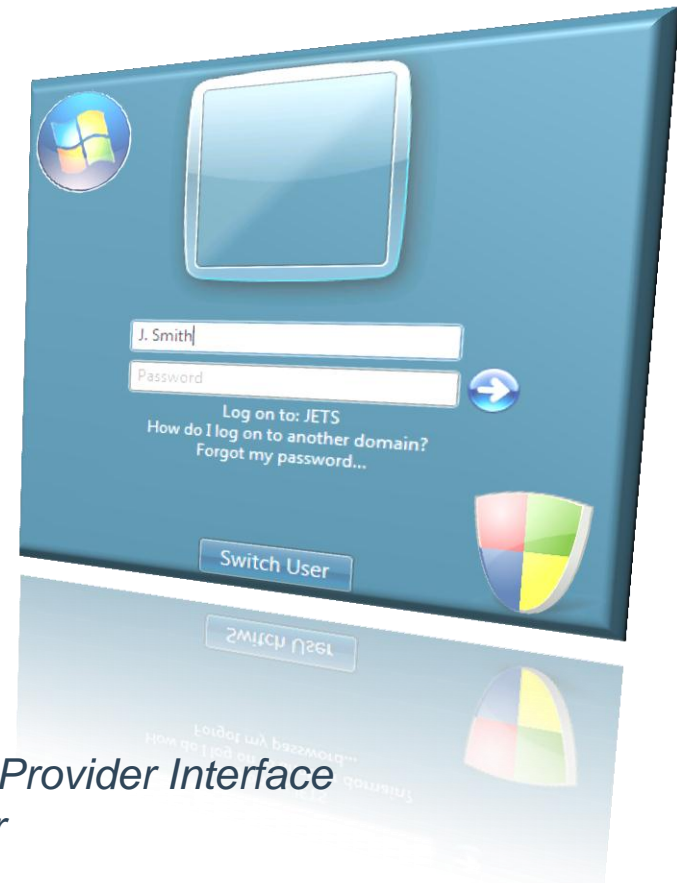 J. Smith
Password
Log on to: JETS
How do I log on to another domain?
Forgot my password...
Switch User
Provider Interface